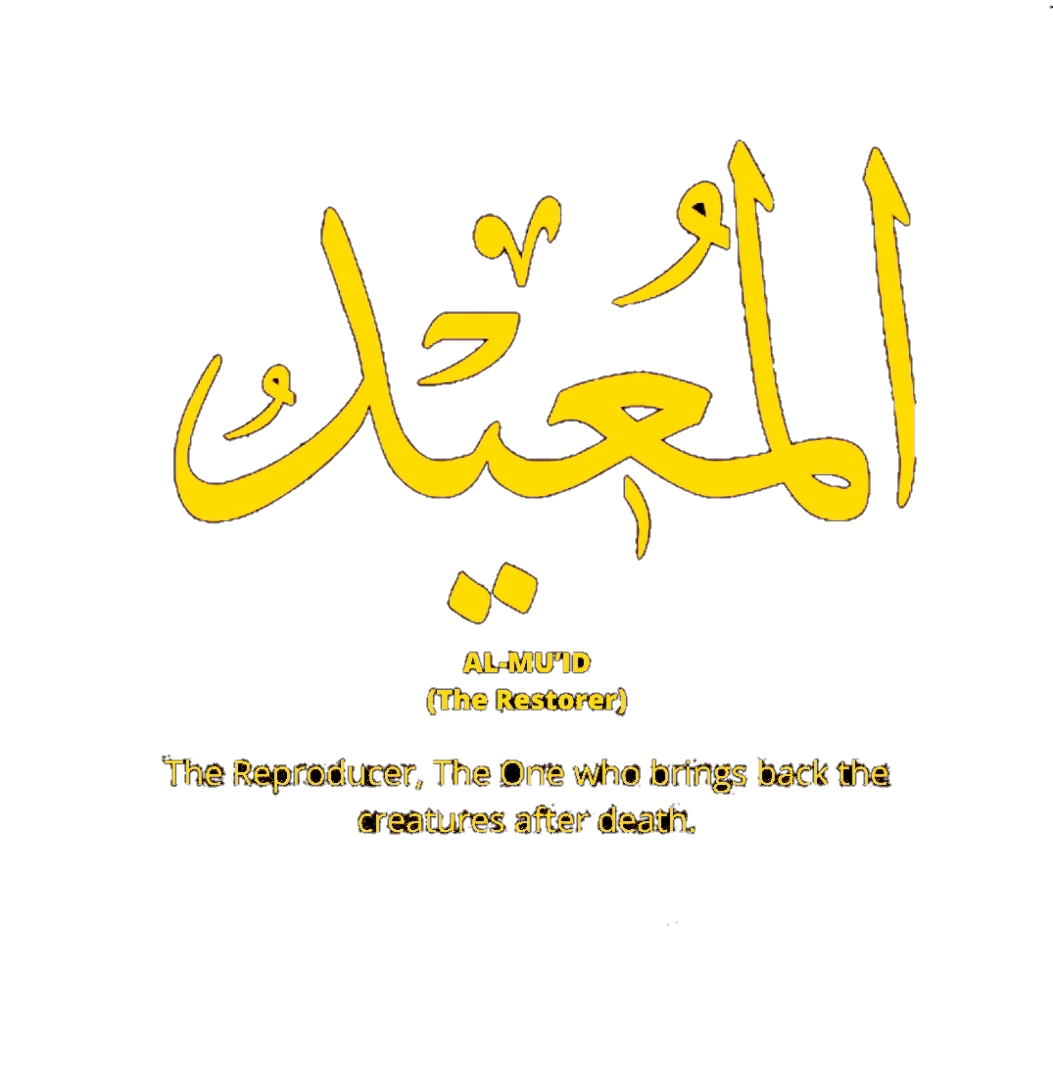 المُعِيدُ
AL-MU'ID
(The Restorer)
The Reproducer, The One who brings back the
creatures after death.